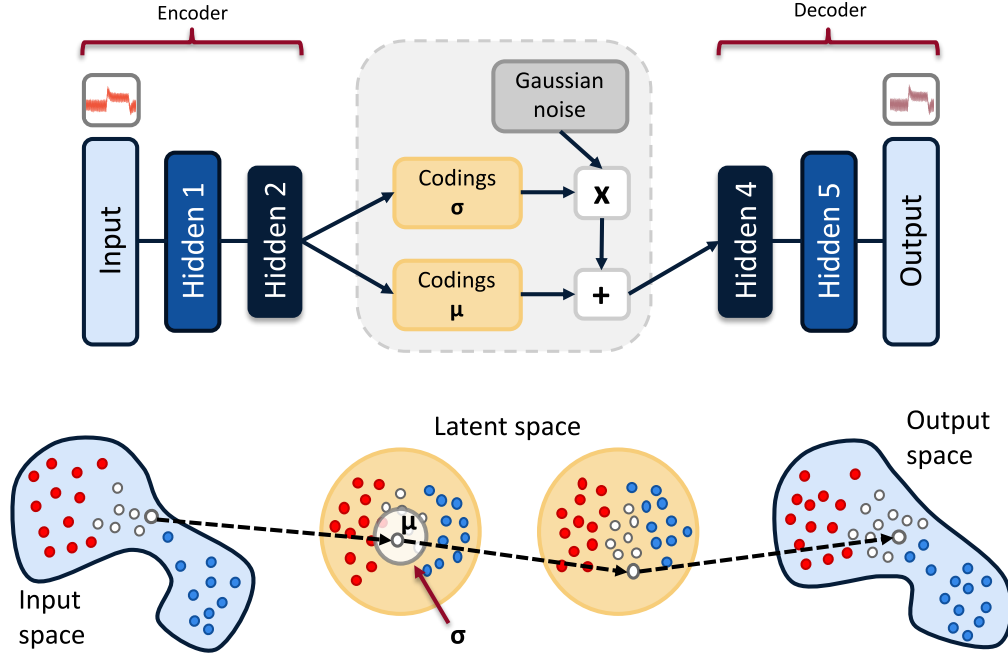 Encoder
Decoder
Gaussian
noise
Input
Hidden 1
Hidden 2
Codings
σ
x
Codings
μ
+
Hidden 4
Hidden 5
Output
Latent space
Output
space
μ
Input
space
σ